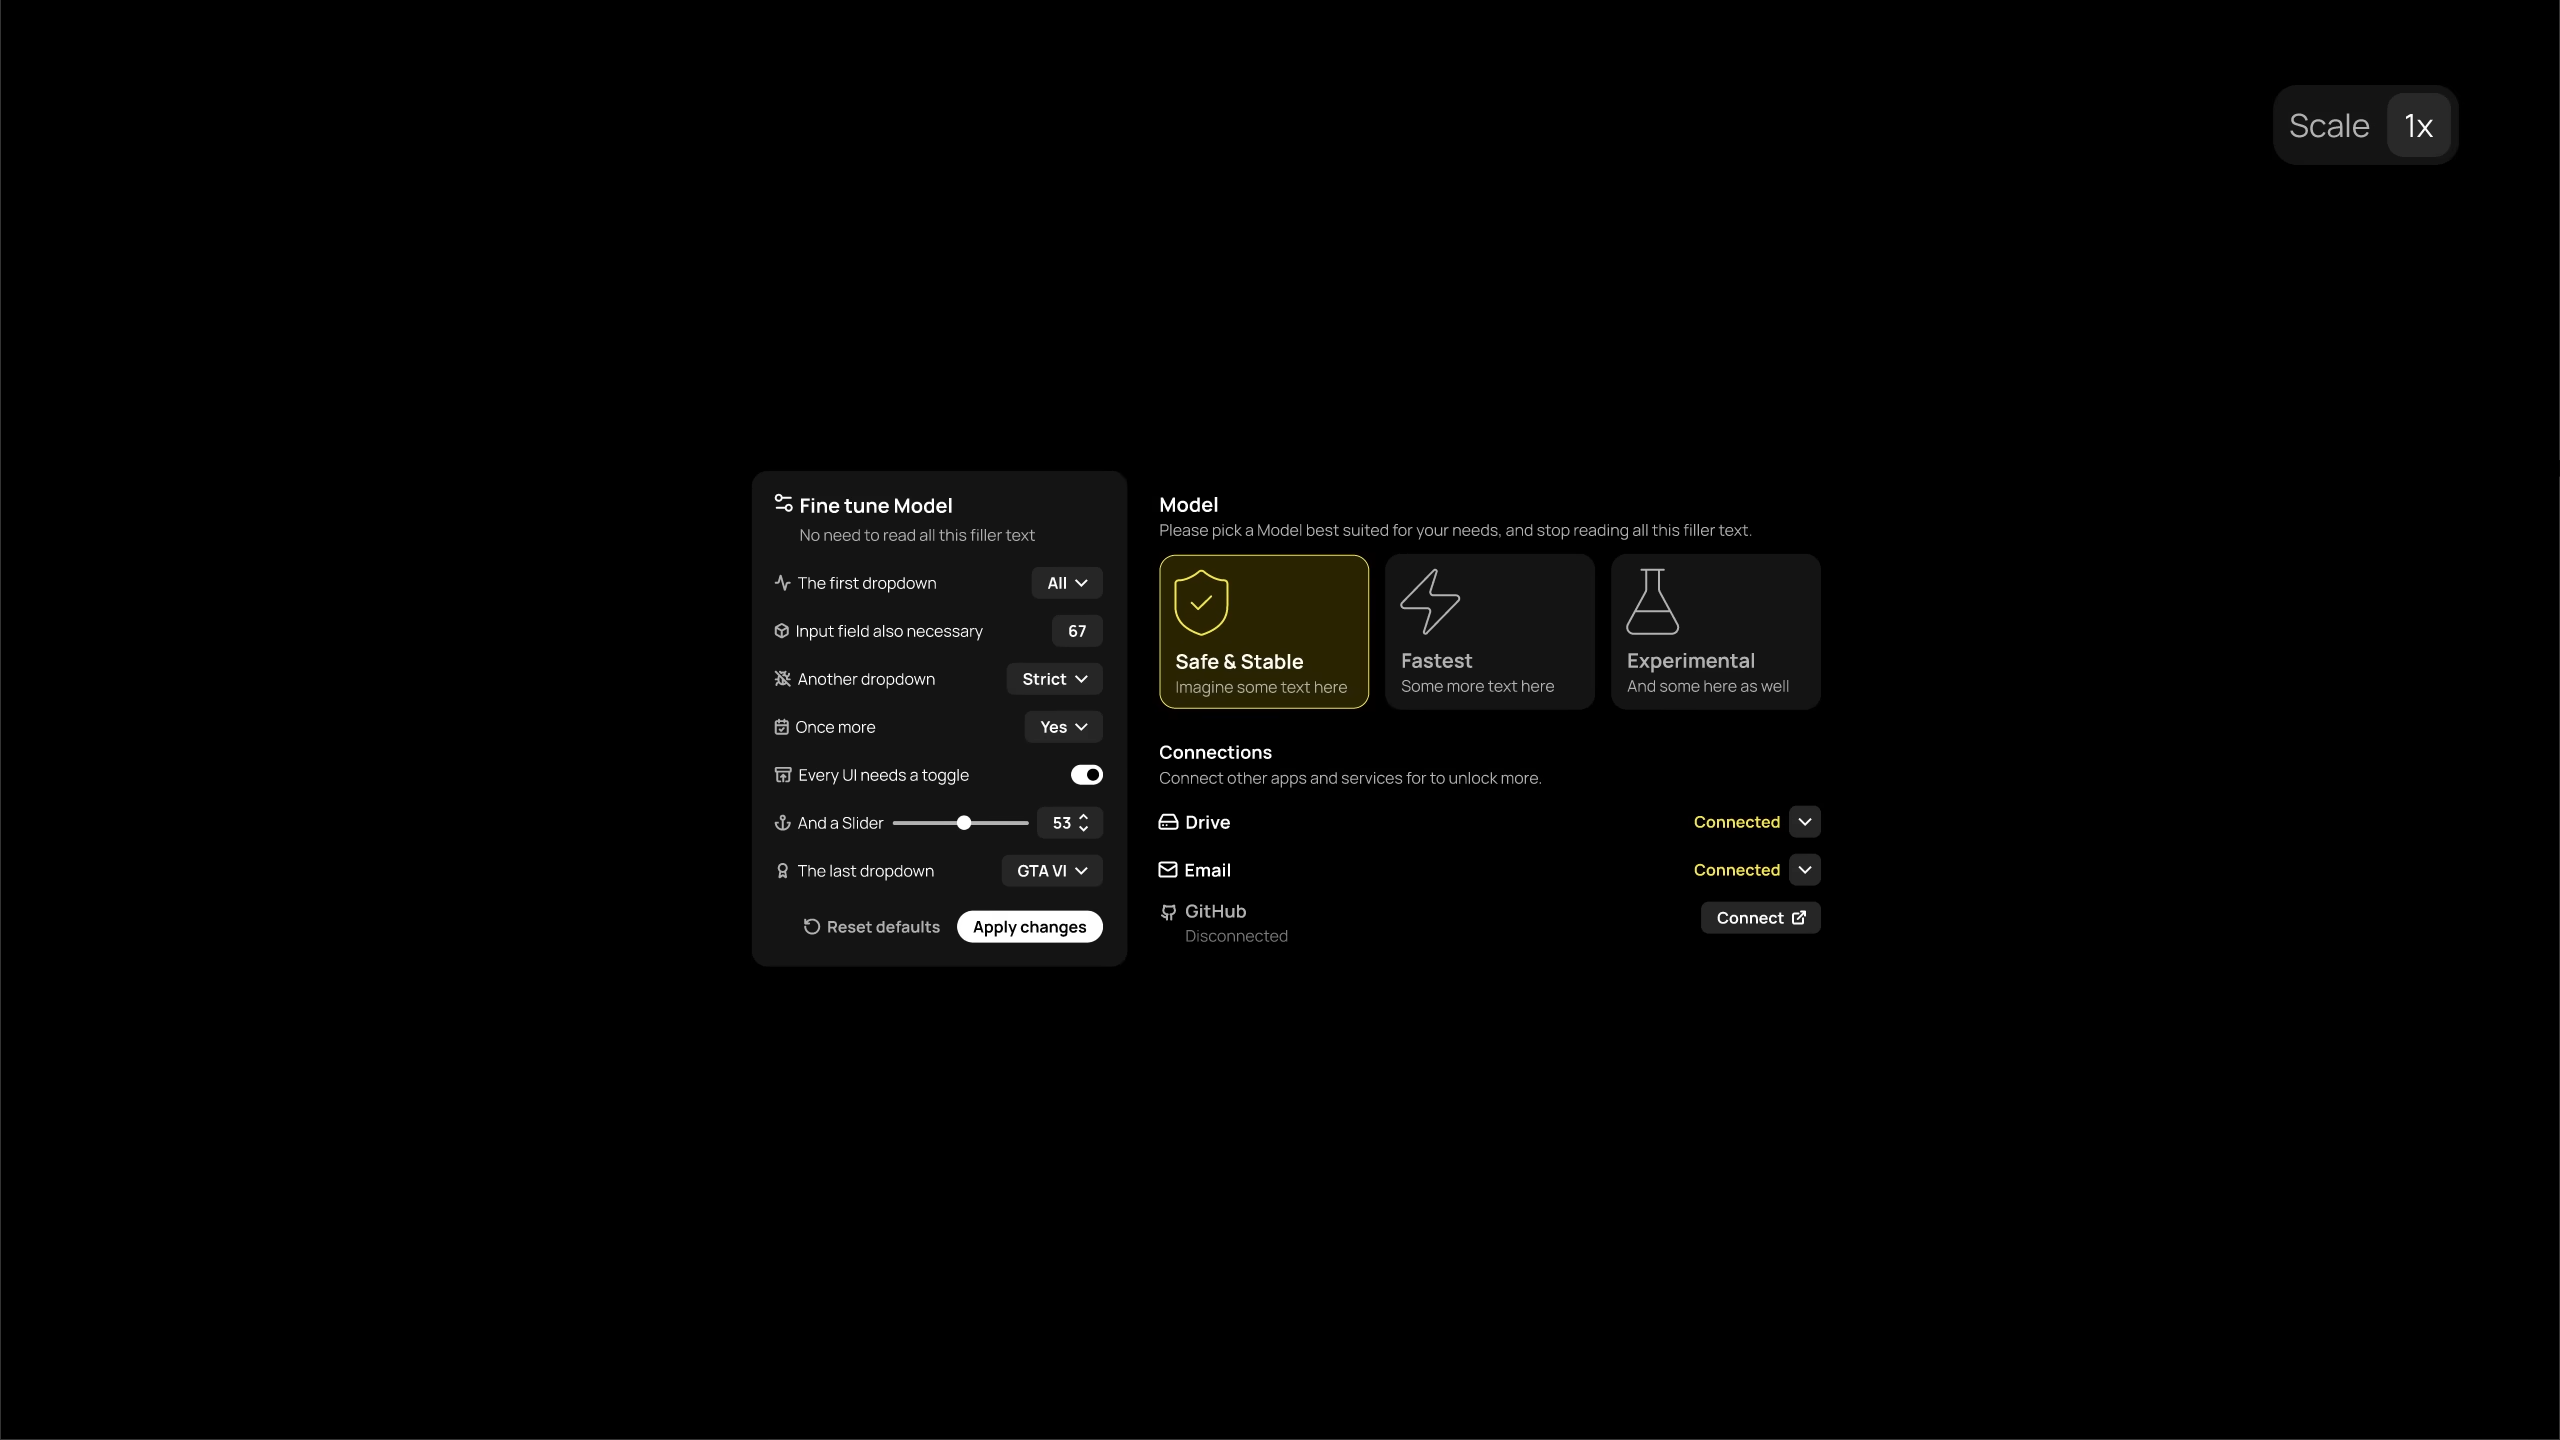 Scale 1x
Fine tune Model
No need to read all this filler text
The first dropdown All
Input field also necessary 67
Another dropdown Strict
Once more Yes
Every UI needs a toggle
And a Slider 53
The last dropdown GTA VI
Reset defaults Apply changes
Model
Please pick a Model best suited for your needs, and stop reading all this filler text.
Safe & Stable
Imagine some text here
Fastest
Some more text here
Experimental
And some here as well
Connections
Connect other apps and services for to unlock more.
Drive Connected
Email Connected
GitHub
Disconnected
Connect